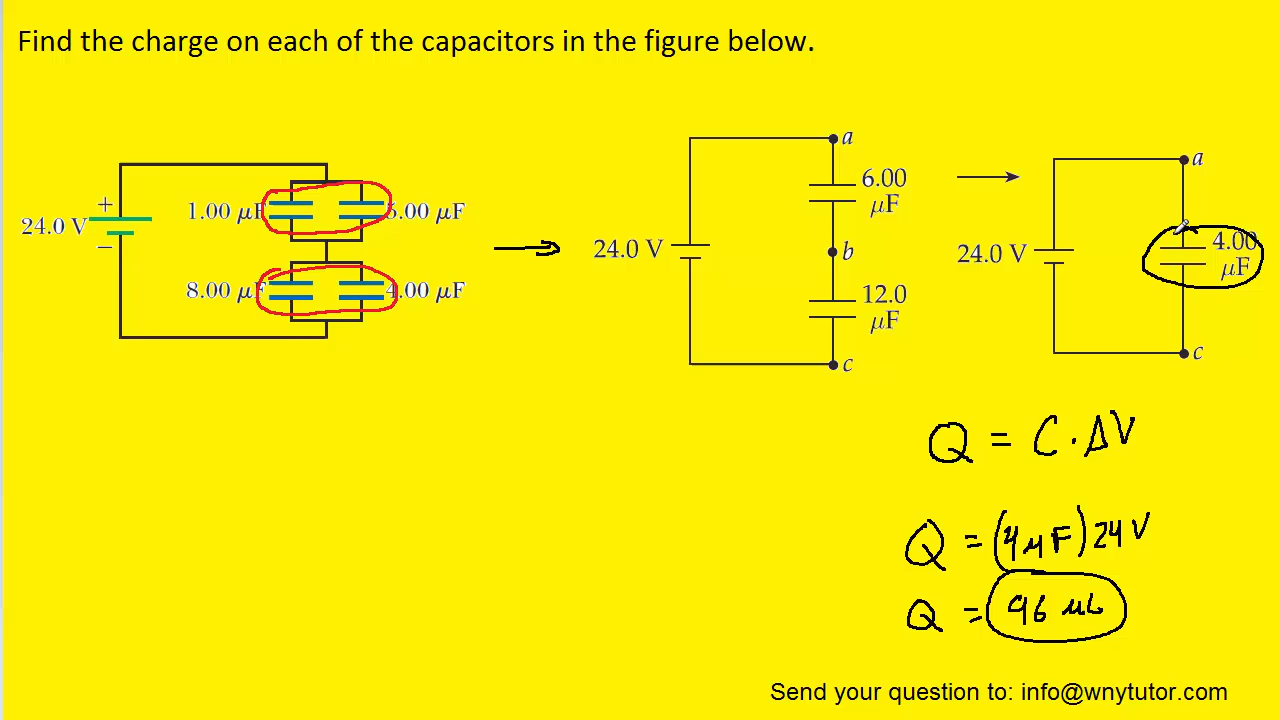 Find the charge on each of the capacitors in the figure below.
24.0 V
+
−
1.00 μF
5.00 μF
8.00 μF
4.00 μF
24.0 V
a
6.00
μF
b
12.0
μF
c
24.0 V
a
4.00
μF
c
Q = C · ΔV
Q = (4μF) 24 V
Q = 96 μC
Send your question to: info@wnytutor.com